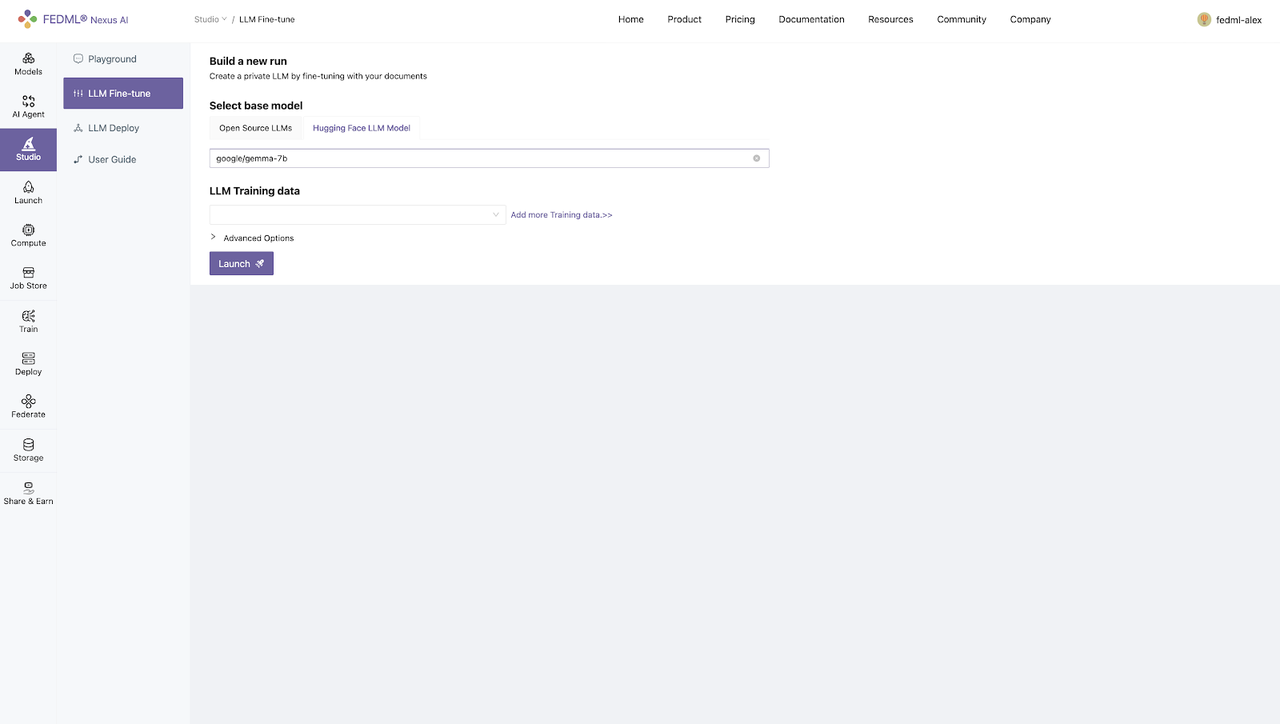 FEDML® Nexus AI
Studio / LLM Fine-tune
Home Product Pricing Documentation Resources Community Company
fedml-alex
Models
AI Agent
Studio
Launch
Compute
Job Store
Train
Deploy
Federate
Storage
Share & Earn
Playground
LLM Fine-tune
LLM Deploy
User Guide
Build a new run
Create a private LLM by fine-tuning with your documents
Select base model
Open Source LLMs Hugging Face LLM Model
google/gemma-7b
LLM Training data
Add more Training data.>>
Advanced Options
Launch